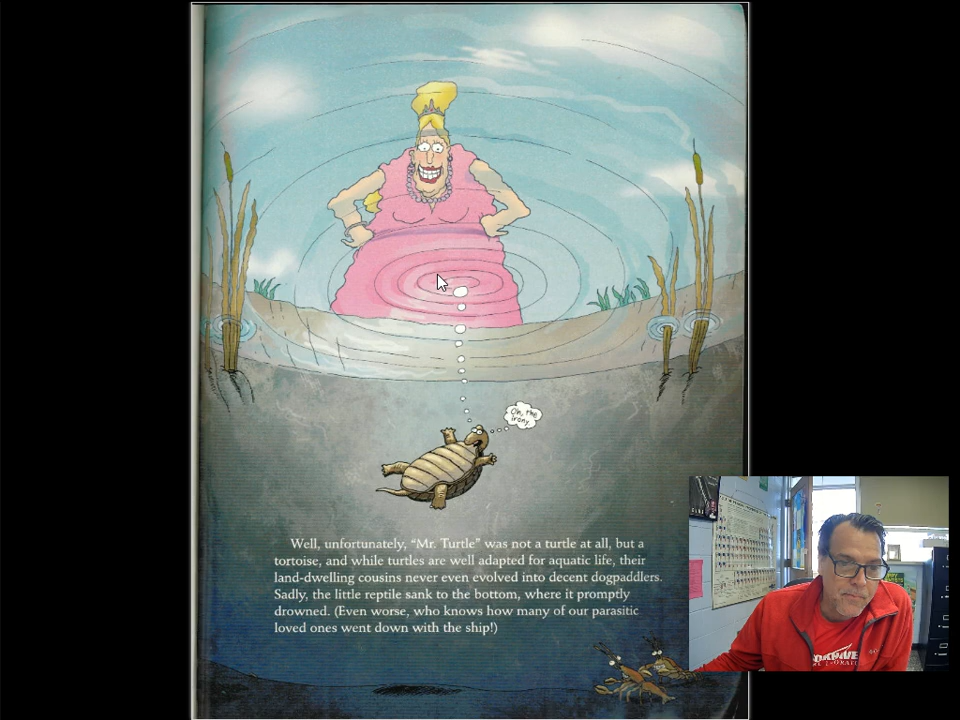 Oh, the
irony.
Well, unfortunately, “Mr. Turtle” was not a turtle at all, but a
tortoise, and while turtles are well adapted for aquatic life, their
land-dwelling cousins never even evolved into decent dogpaddlers.
Sadly, the little reptile sank to the bottom, where it promptly
drowned. (Even worse, who knows how many of our parasitic
loved ones went down with the ship!)